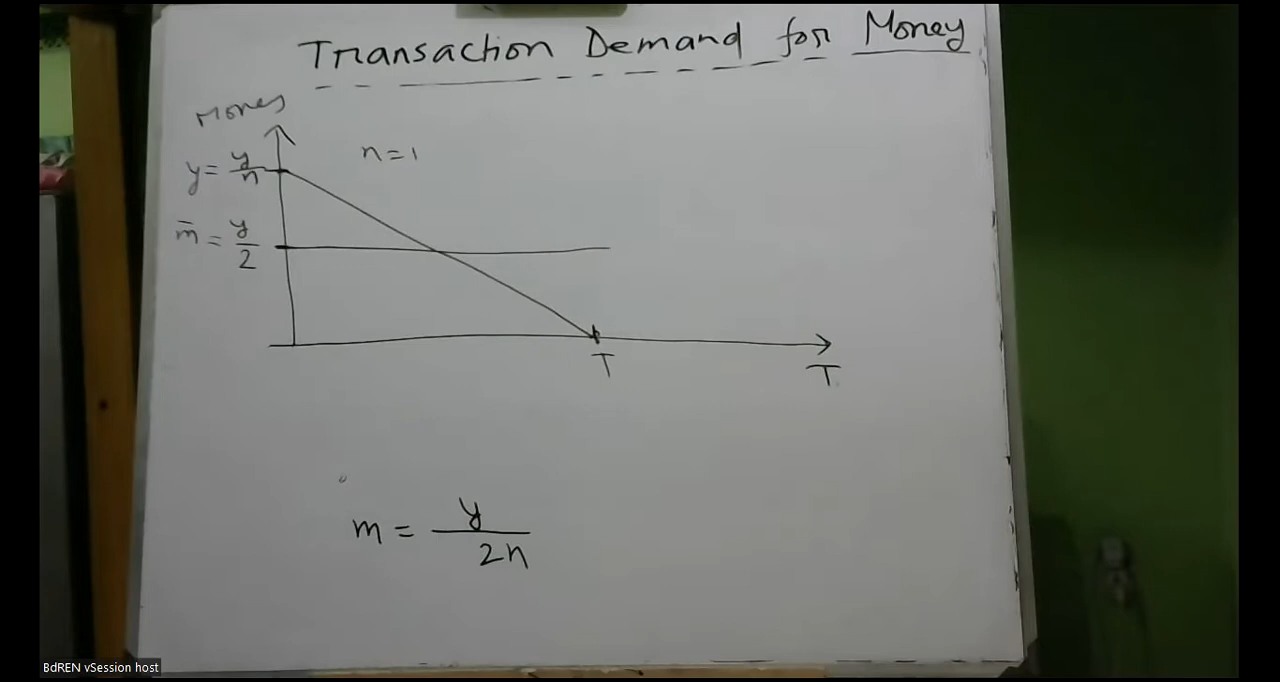 Transaction Demand for Money
Money
y = y/n
n = 1
m̄ = y/2
T
T
m = y/2n
BdREN vSession host